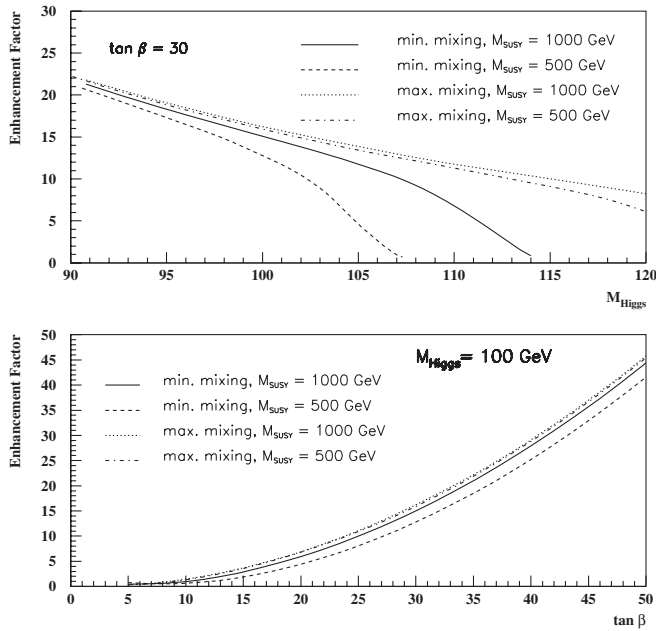 Enhancement Factor
30
25
20
15
10
5
0
tan β = 30
min. mixing, M_SUSY = 1000 GeV
min. mixing, M_SUSY = 500 GeV
max. mixing, M_SUSY = 1000 GeV
max. mixing, M_SUSY = 500 GeV
90 95 100 105 110 115 120
M_Higgs
Enhancement Factor
50
45
40
35
30
25
20
15
10
5
0
M_Higgs = 100 GeV
min. mixing, M_SUSY = 1000 GeV
min. mixing, M_SUSY = 500 GeV
max. mixing, M_SUSY = 1000 GeV
max. mixing, M_SUSY = 500 GeV
0 5 10 15 20 25 30 35 40 45 50
tan β